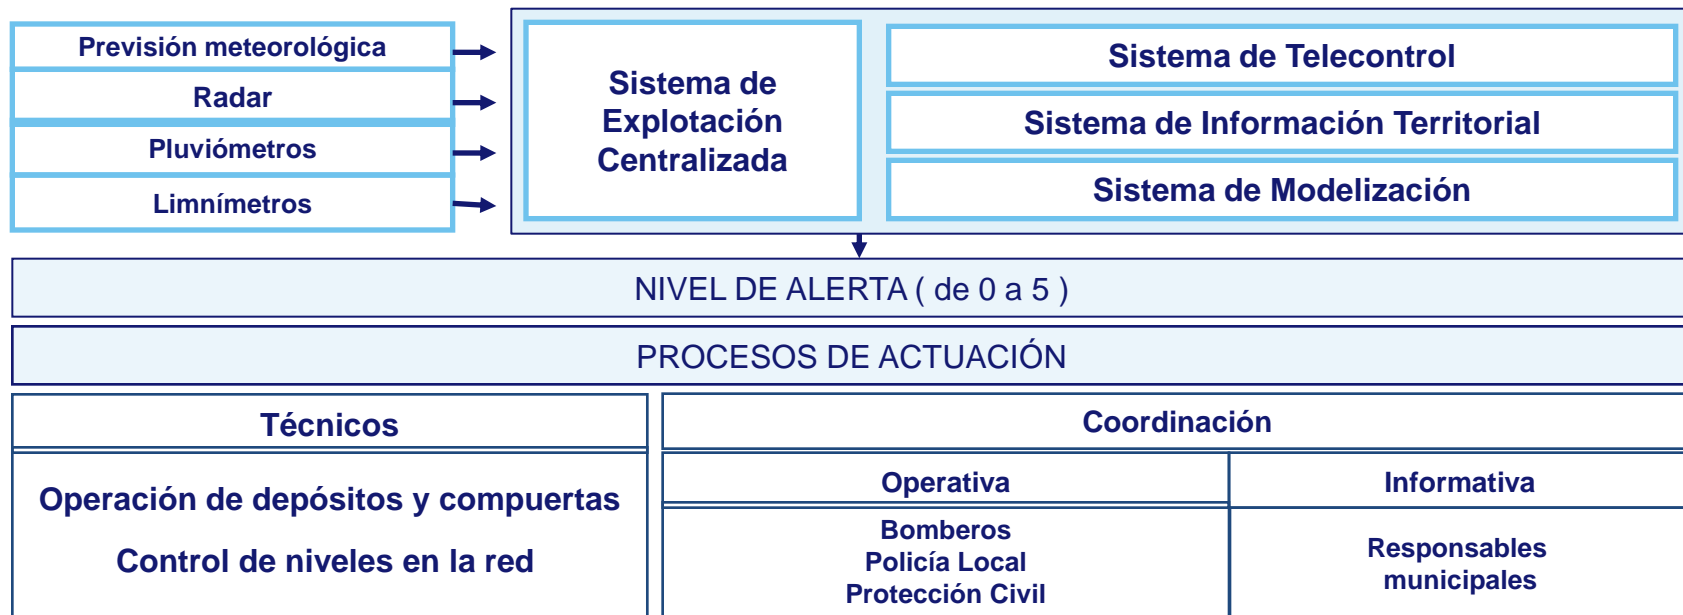 Previsión meteorológica
Radar
Pluviómetros
Limnímetros
Sistema de
Explotación
Centralizada
Sistema de Telecontrol
Sistema de Información Territorial
Sistema de Modelización
NIVEL DE ALERTA ( de 0 a 5 )
PROCESOS DE ACTUACIÓN
Técnicos
Operación de depósitos y compuertas
Control de niveles en la red
Coordinación
Operativa
Bomberos
Policía Local
Protección Civil
Informativa
Responsables
municipales